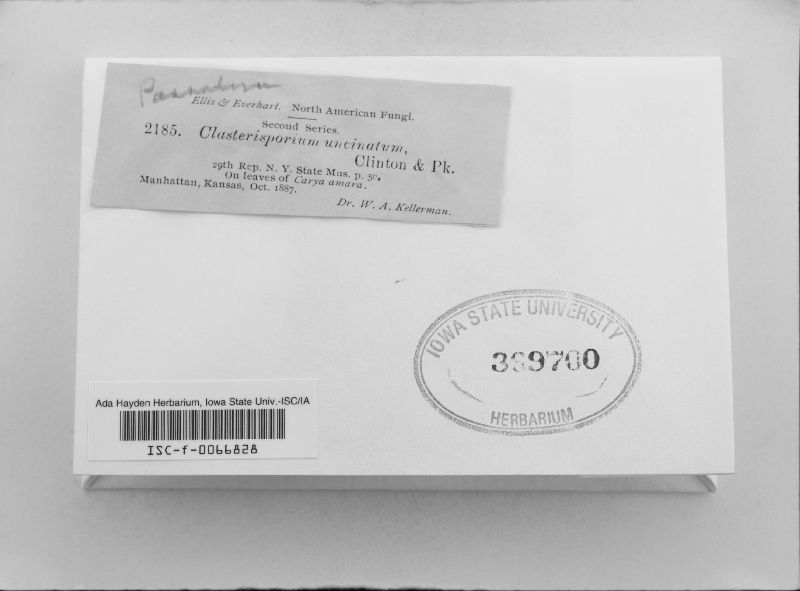 Ellis & Everhart. North American Fungi.
Second Series.
2185. Clasterisporium uncinatum,
Clinton & Pk.
29th Rep. N. Y. State Mus. p. 50.
On leaves of Carya amara.
Manhattan, Kansas, Oct. 1887.
Dr. W. A. Kellerman.
IOWA STATE UNIVERSITY
389700
HERBARIUM
Ada Hayden Herbarium, Iowa State Univ.-ISC/IA
ISC-f-0066828